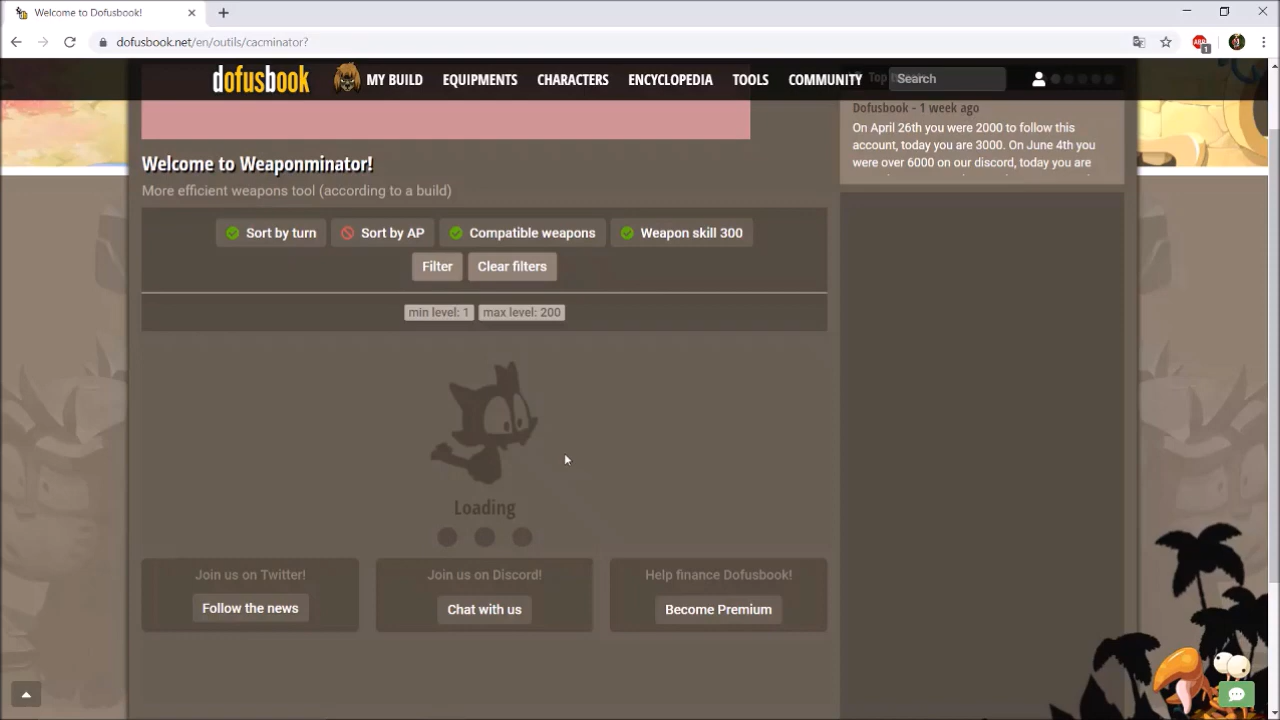 Welcome to Dofusbook!
dofusbook.net/en/outils/cacminator?
ABP
1
dofusbook
MY BUILD
EQUIPMENTS
CHARACTERS
ENCYCLOPEDIA
TOOLS
COMMUNITY
Search
Dofusbook - 1 week ago
On April 26th you were 2000 to follow this
account, today you are 3000. On June 4th you
were over 6000 on our discord, today you are
Welcome to Weaponminator!
More efficient weapons tool (according to a build)
Sort by turn
Sort by AP
Compatible weapons
Weapon skill 300
Filter
Clear filters
min level: 1
max level: 200
Loading
Join us on Twitter!
Follow the news
Join us on Discord!
Chat with us
Help finance Dofusbook!
Become Premium